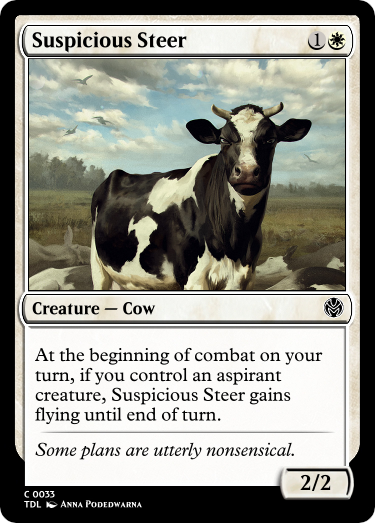 Suspicious Steer 1
Creature — Cow
At the beginning of combat on your
turn, if you control an aspirant
creature, Suspicious Steer gains
flying until end of turn.
Some plans are utterly nonsensical.
2/2
C 0033
TDL Anna Podedwarna